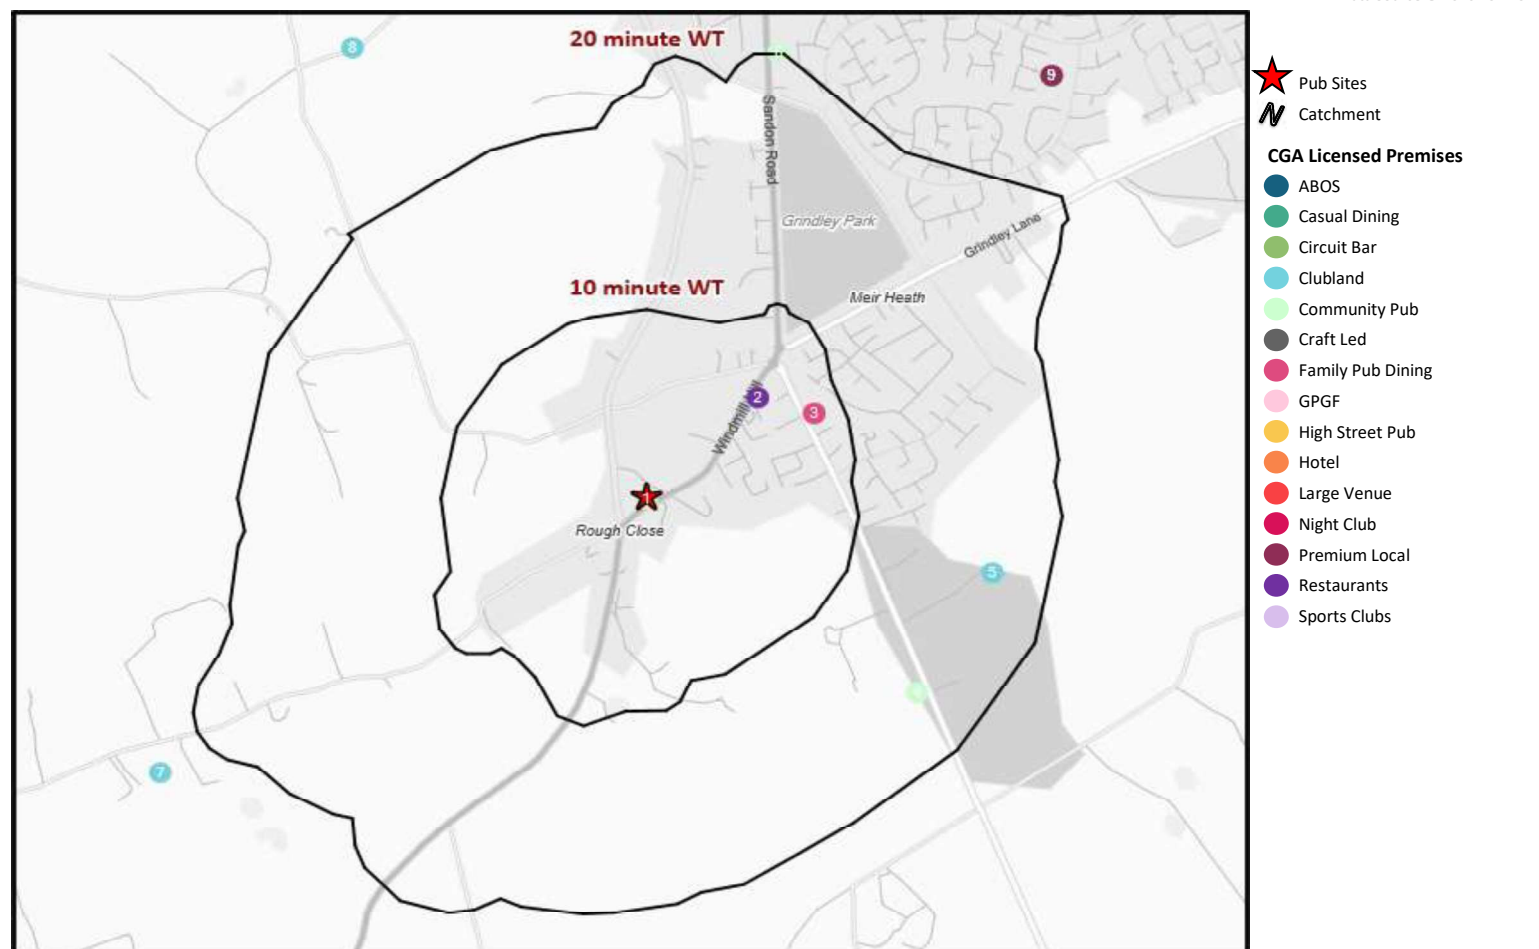 20 minute WT
8
9
Sandon Road
Grindley Park
Grindley Lane
10 minute WT
Meir Heath
2
3
Windmill Hill
1
Rough Close
5
7
Pub Sites
Catchment
CGA Licensed Premises
ABOS
Casual Dining
Circuit Bar
Clubland
Community Pub
Craft Led
Family Pub Dining
GPGF
High Street Pub
Hotel
Large Venue
Night Club
Premium Local
Restaurants
Sports Clubs